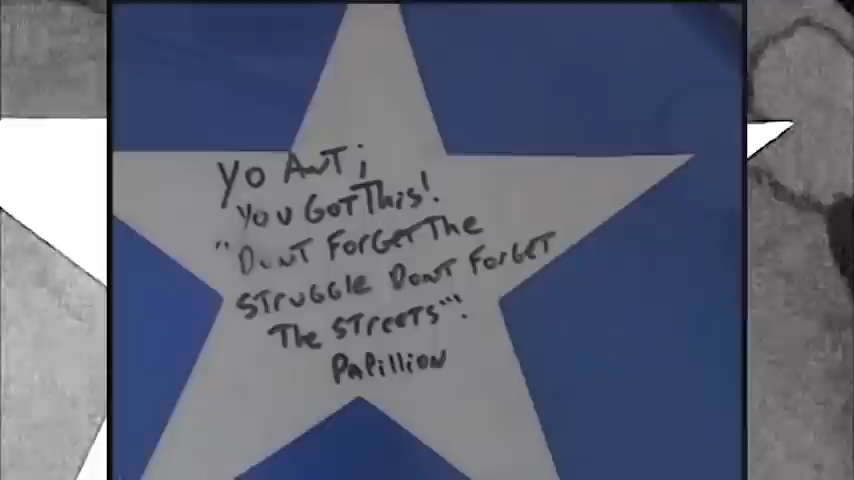 Yo ANT;
You GoT This!
"DonT ForGeT The
STruGGle DonT ForGeT
The STreeTs"!
Papillion